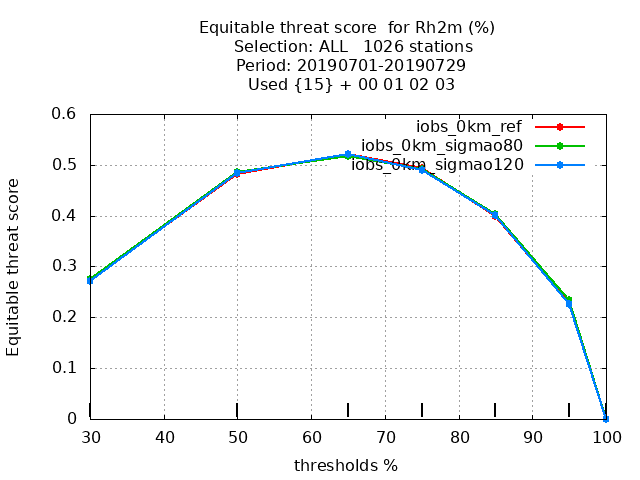 Equitable threat score  for Rh2m (%)
Selection: ALL   1026 stations
Period: 20190701-20190729
Used {15} + 00 01 02 03
iobs_0km_ref
iobs_0km_sigmao80
iobs_0km_sigmao120
Equitable threat score
0.6
0.5
0.4
0.3
0.2
0.1
0
30 40 50 60 70 80 90 100
thresholds %